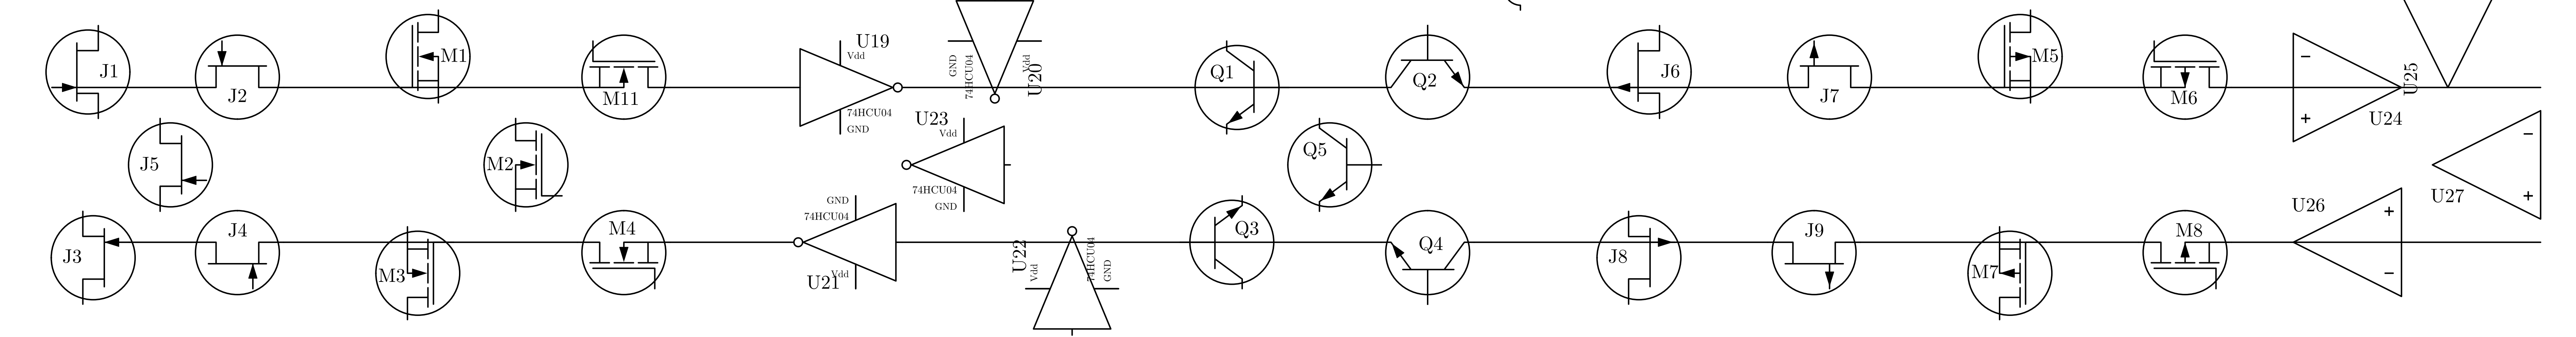 J1
J2
M1
M11
U19
Vdd
74HCU04
GND
GND
74HCU04
Vdd
U20
Q1
Q2
J6
J7
M5
M6
−
+
U24
U25
J5
M2
U23
Vdd
74HCU04
GND
Q5
−
+
U27
J3
J4
M3
M4
GND
74HCU04
Vdd
U21
U22
Vdd
74HCU04
GND
Q3
Q4
J8
J9
M7
M8
U26
+
−